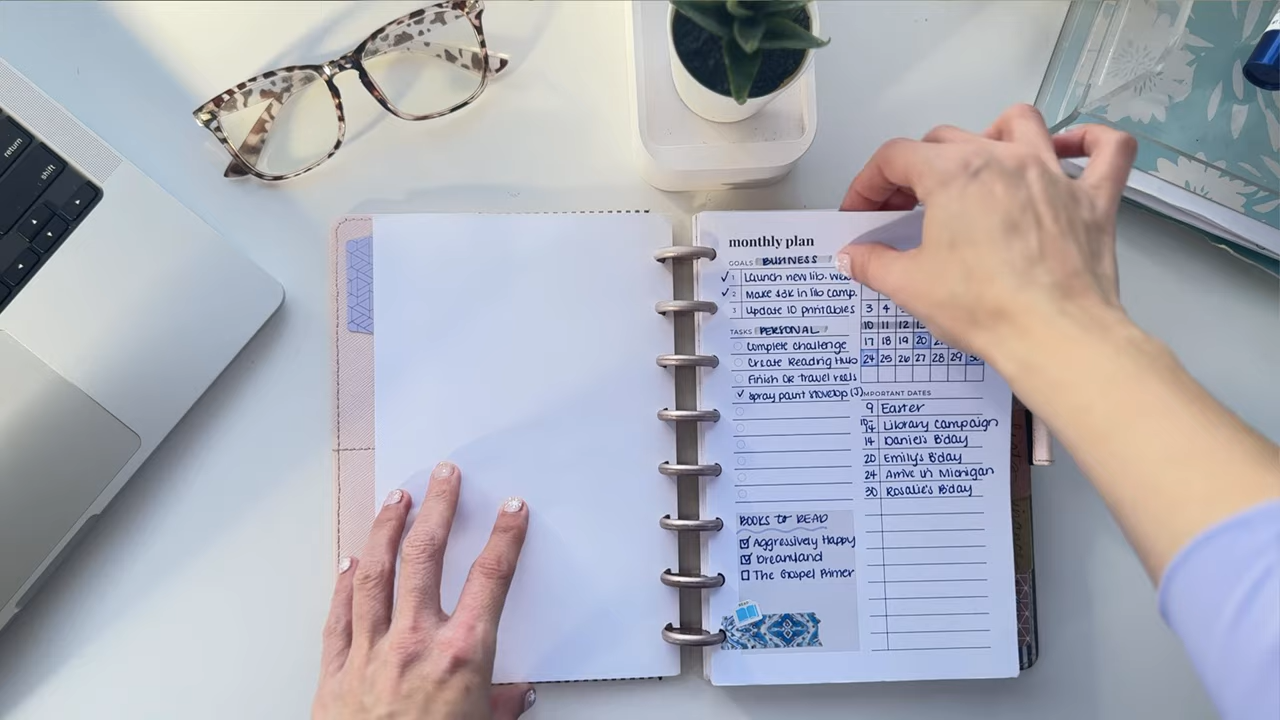 return
shift
monthly plan
GOALS BUSINESS
✓ 1 Launch new lib.
✓ 2 Make $3K in lib camp.
3 Update 10 printables
TASKS PERSONAL
Complete challenge
Create Reading Hub
Finish OR travel reels
✓ spray paint stovetop (J)
BOOKS to READ
☑ Aggressively Happy
☑ Dreamland
☐ The Gospel Primer
3 4
10 11 12
17 18 19 20
24 25 26 27 28 29 30
IMPORTANT DATES
9 Easter
Library Campaign
14 Daniel's B'day
20 Emily's B'day
24 Arrive in Michigan
30 Rosalie's B'day